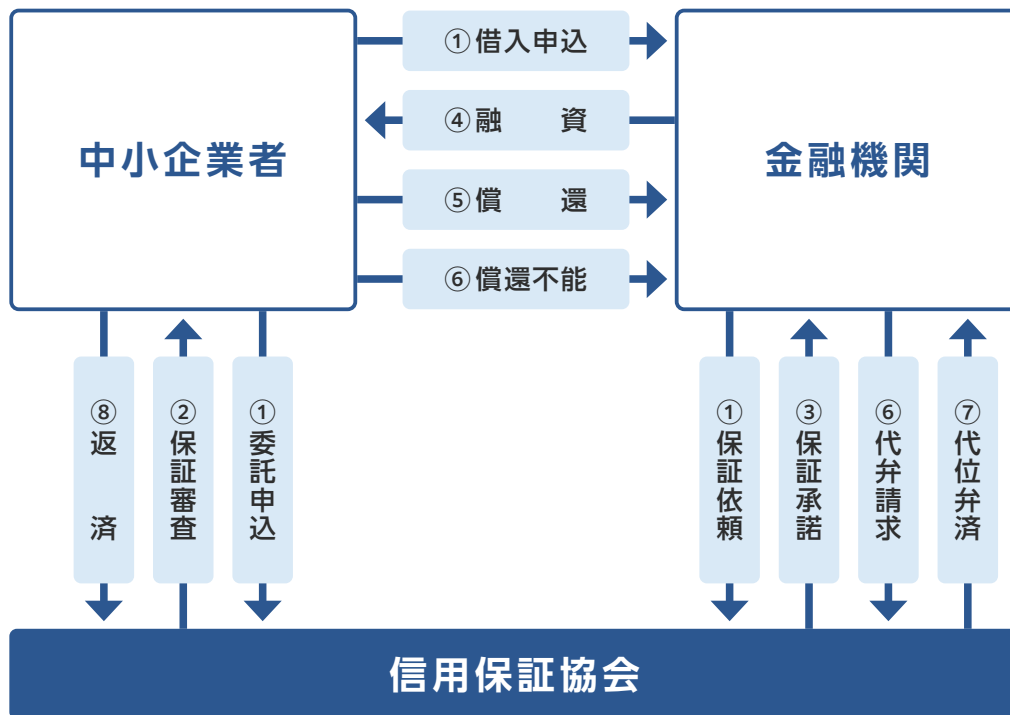 中小企業者
①借入申込
④融　資
⑤償　還
⑥償還不能
金融機関
⑧返　済
②保証審査
①委託申込
①保証依頼
③保証承諾
⑥代弁請求
⑦代位弁済
信用保証協会